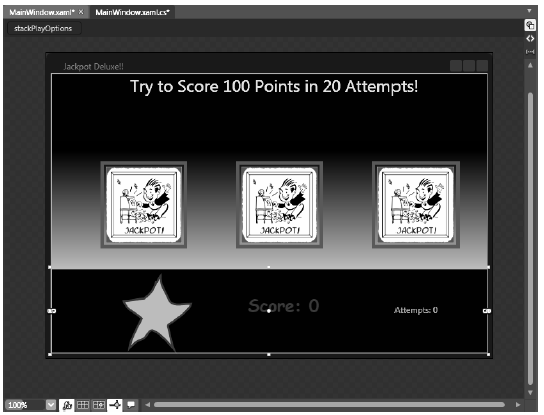 MainWindow.xaml* × MainWindow.xaml.cs*
stackPlayOptions
Jackpot Deluxe!!
Try to Score 100 Points in 20 Attempts!
JACKPOT! JACKPOT! JACKPOT!
Score: 0
Attempts: 0
100%